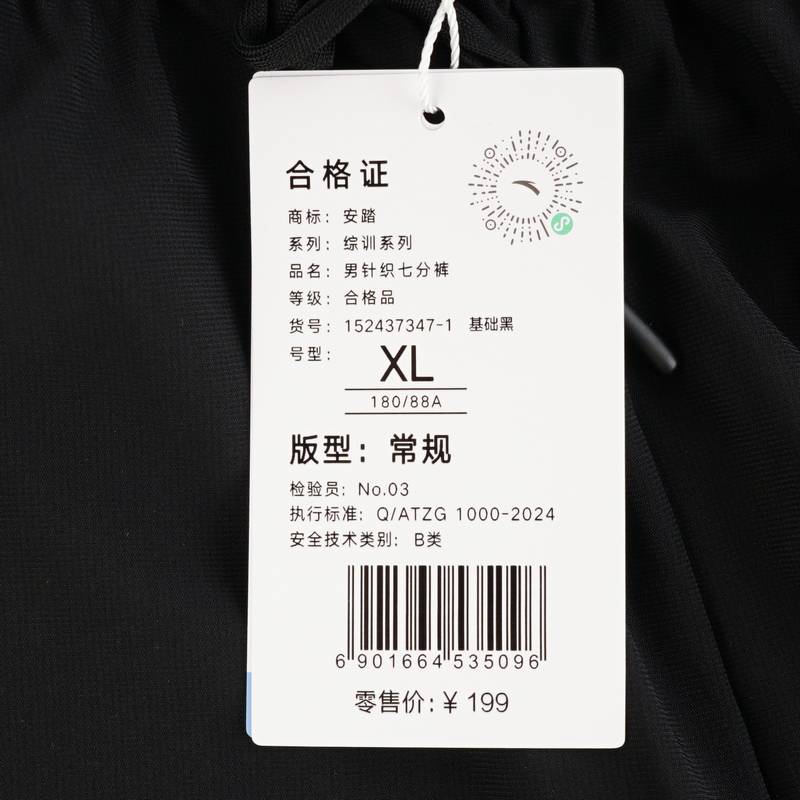 合格证
商标：安踏
系列：综训系列
品名：男针织七分裤
等级：合格品
货号：152437347-1 基础黑
号型：XL
180/88A
版型：常规
检验员：No.03
执行标准：Q/ATZG 1000-2024
安全技术类别：B类
6 901664 535096
零售价：¥ 199